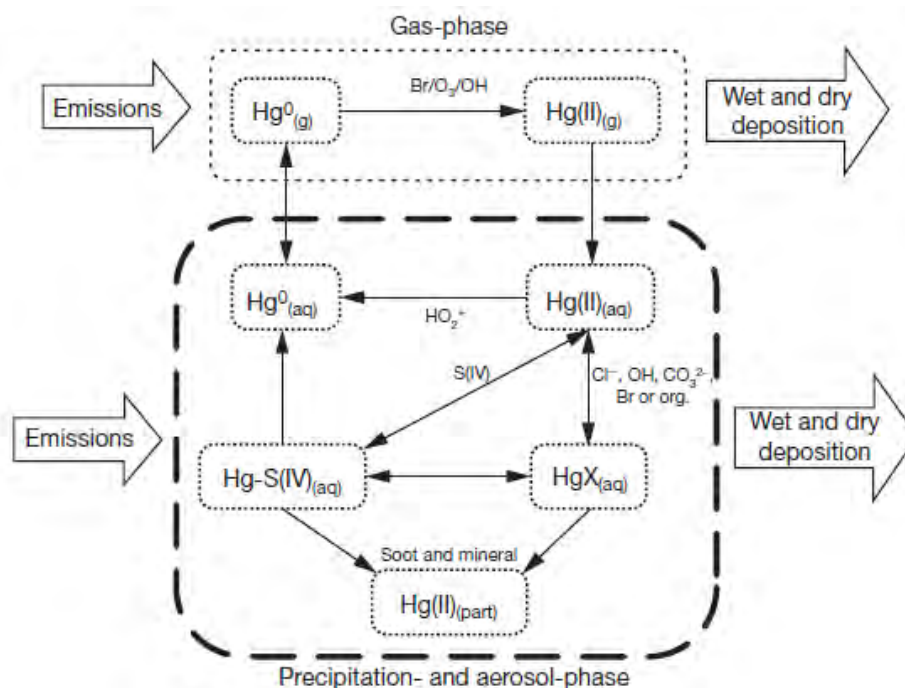 Gas-phase
Emissions
Hg⁰(g)
Br/O₃/OH
Hg(II)(g)
Wet and dry
deposition
Hg⁰(aq)
HO₂⁺
Hg(II)(aq)
S(IV)
Cl⁻, OH, CO₃²⁻,
Br or org.
Emissions
Hg-S(IV)(aq)
HgX(aq)
Wet and dry
deposition
Soot and mineral
Hg(II)(part)
Precipitation- and aerosol-phase